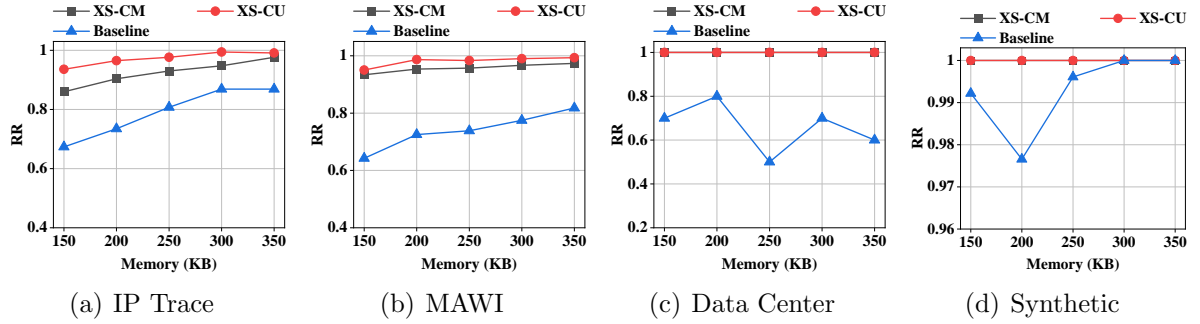 XS-CM XS-CU
Baseline
1
0.8
0.6
0.4
RR
150 200 250 300 350
Memory (KB)
(a) IP Trace
XS-CM XS-CU
Baseline
1
0.8
0.6
0.4
RR
150 200 250 300 350
Memory (KB)
(b) MAWI
XS-CM XS-CU
Baseline
1
0.8
0.6
0.4
0.2
RR
150 200 250 300 350
Memory (KB)
(c) Data Center
XS-CM XS-CU
Baseline
1
0.99
0.98
0.97
0.96
RR
150 200 250 300 350
Memory (KB)
(d) Synthetic